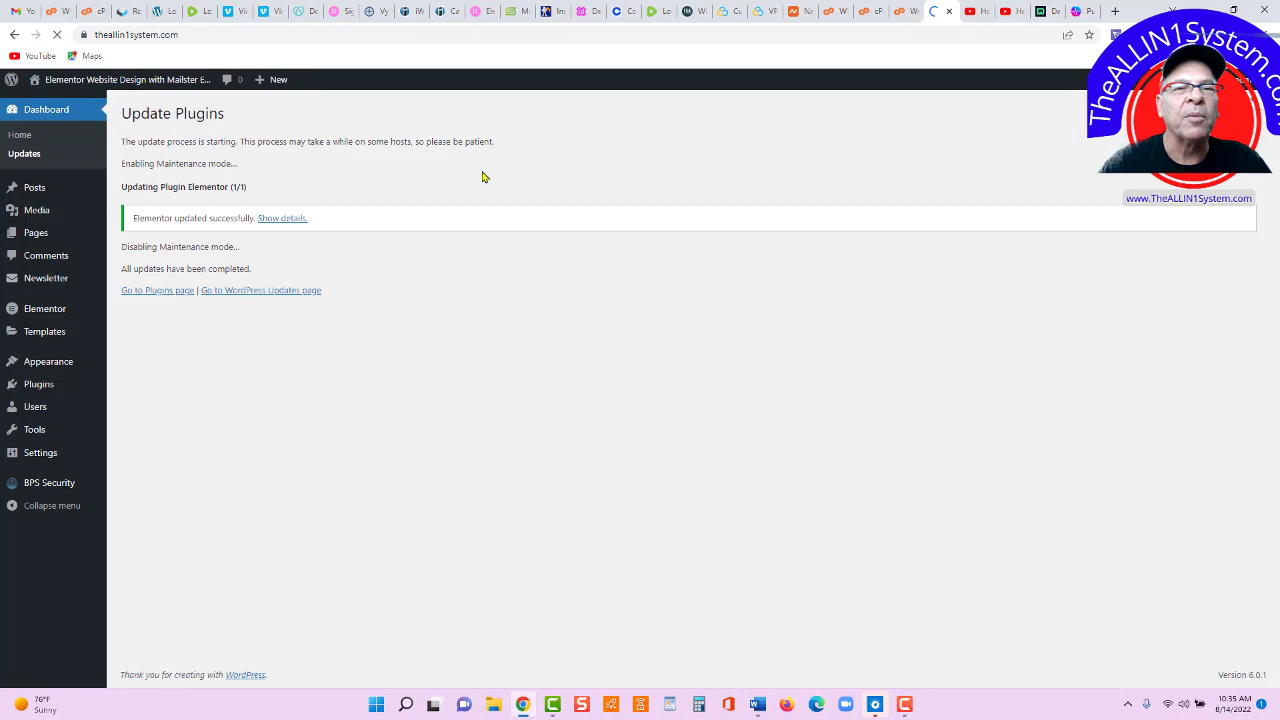 theallin1system.com
YouTube
Maps
Elementor Website Design with Mailster E...
0
New
TheALLIN1System.com
www.TheALLIN1System.com
Dashboard
Home
Updates
Posts
Media
Pages
Comments
Newsletter
Elementor
Templates
Appearance
Plugins
Users
Tools
Settings
BPS Security
Collapse menu
Update Plugins
The update process is starting. This process may take a while on some hosts, so please be patient.
Enabling Maintenance mode...
Updating Plugin Elementor (1/1)
Elementor updated successfully. Show details.
Disabling Maintenance mode...
All updates have been completed.
Go to Plugins page | Go to WordPress Updates page
Thank you for creating with WordPress.
Version 6.0.1
76°F
Sunny
10:35 AM
8/14/2022